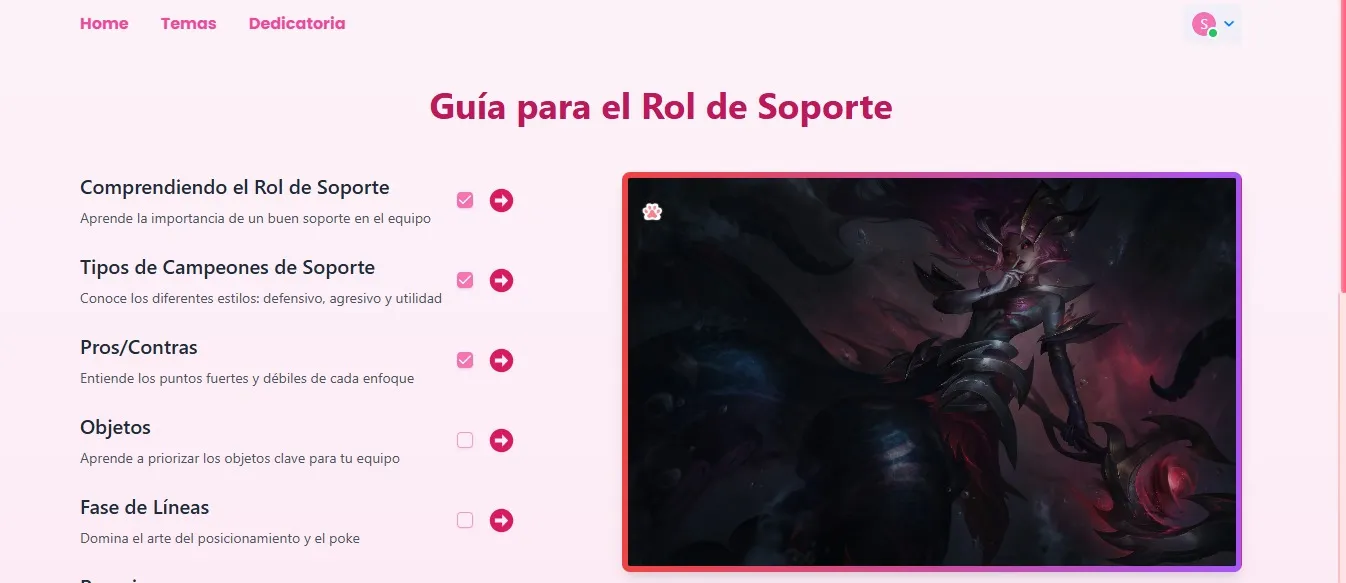 Home
Temas
Dedicatoria
S
Guía para el Rol de Soporte
Comprendiendo el Rol de Soporte
Aprende la importancia de un buen soporte en el equipo
Tipos de Campeones de Soporte
Conoce los diferentes estilos: defensivo, agresivo y utilidad
Pros/Contras
Entiende los puntos fuertes y débiles de cada enfoque
Objetos
Aprende a priorizar los objetos clave para tu equipo
Fase de Líneas
Domina el arte del posicionamiento y el poke